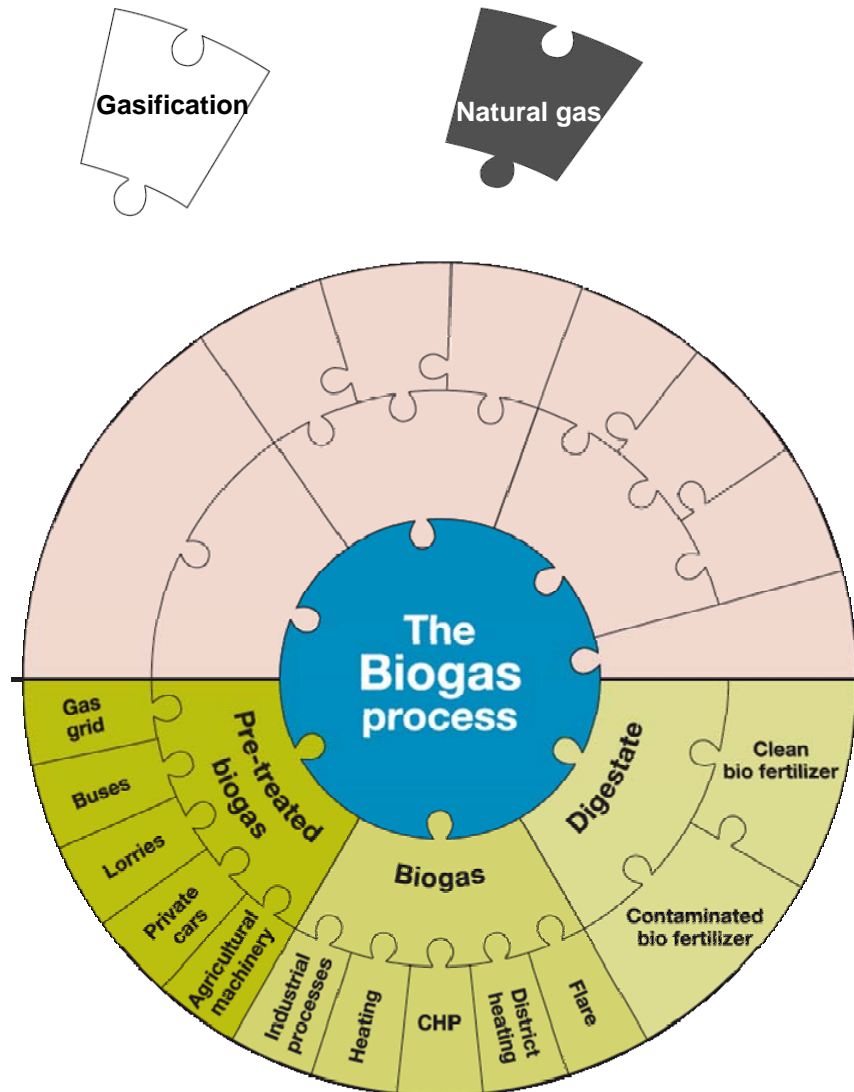 Gasification
Natural gas
The
Biogas
process
Gas
grid
Buses
Lorries
Private
cars
Agricultural
machinery
Pre-treated
biogas
Industrial
processes
Heating
CHP
District
heating
Flare
Biogas
Digestate
Clean
bio fertilizer
Contaminated
bio fertilizer